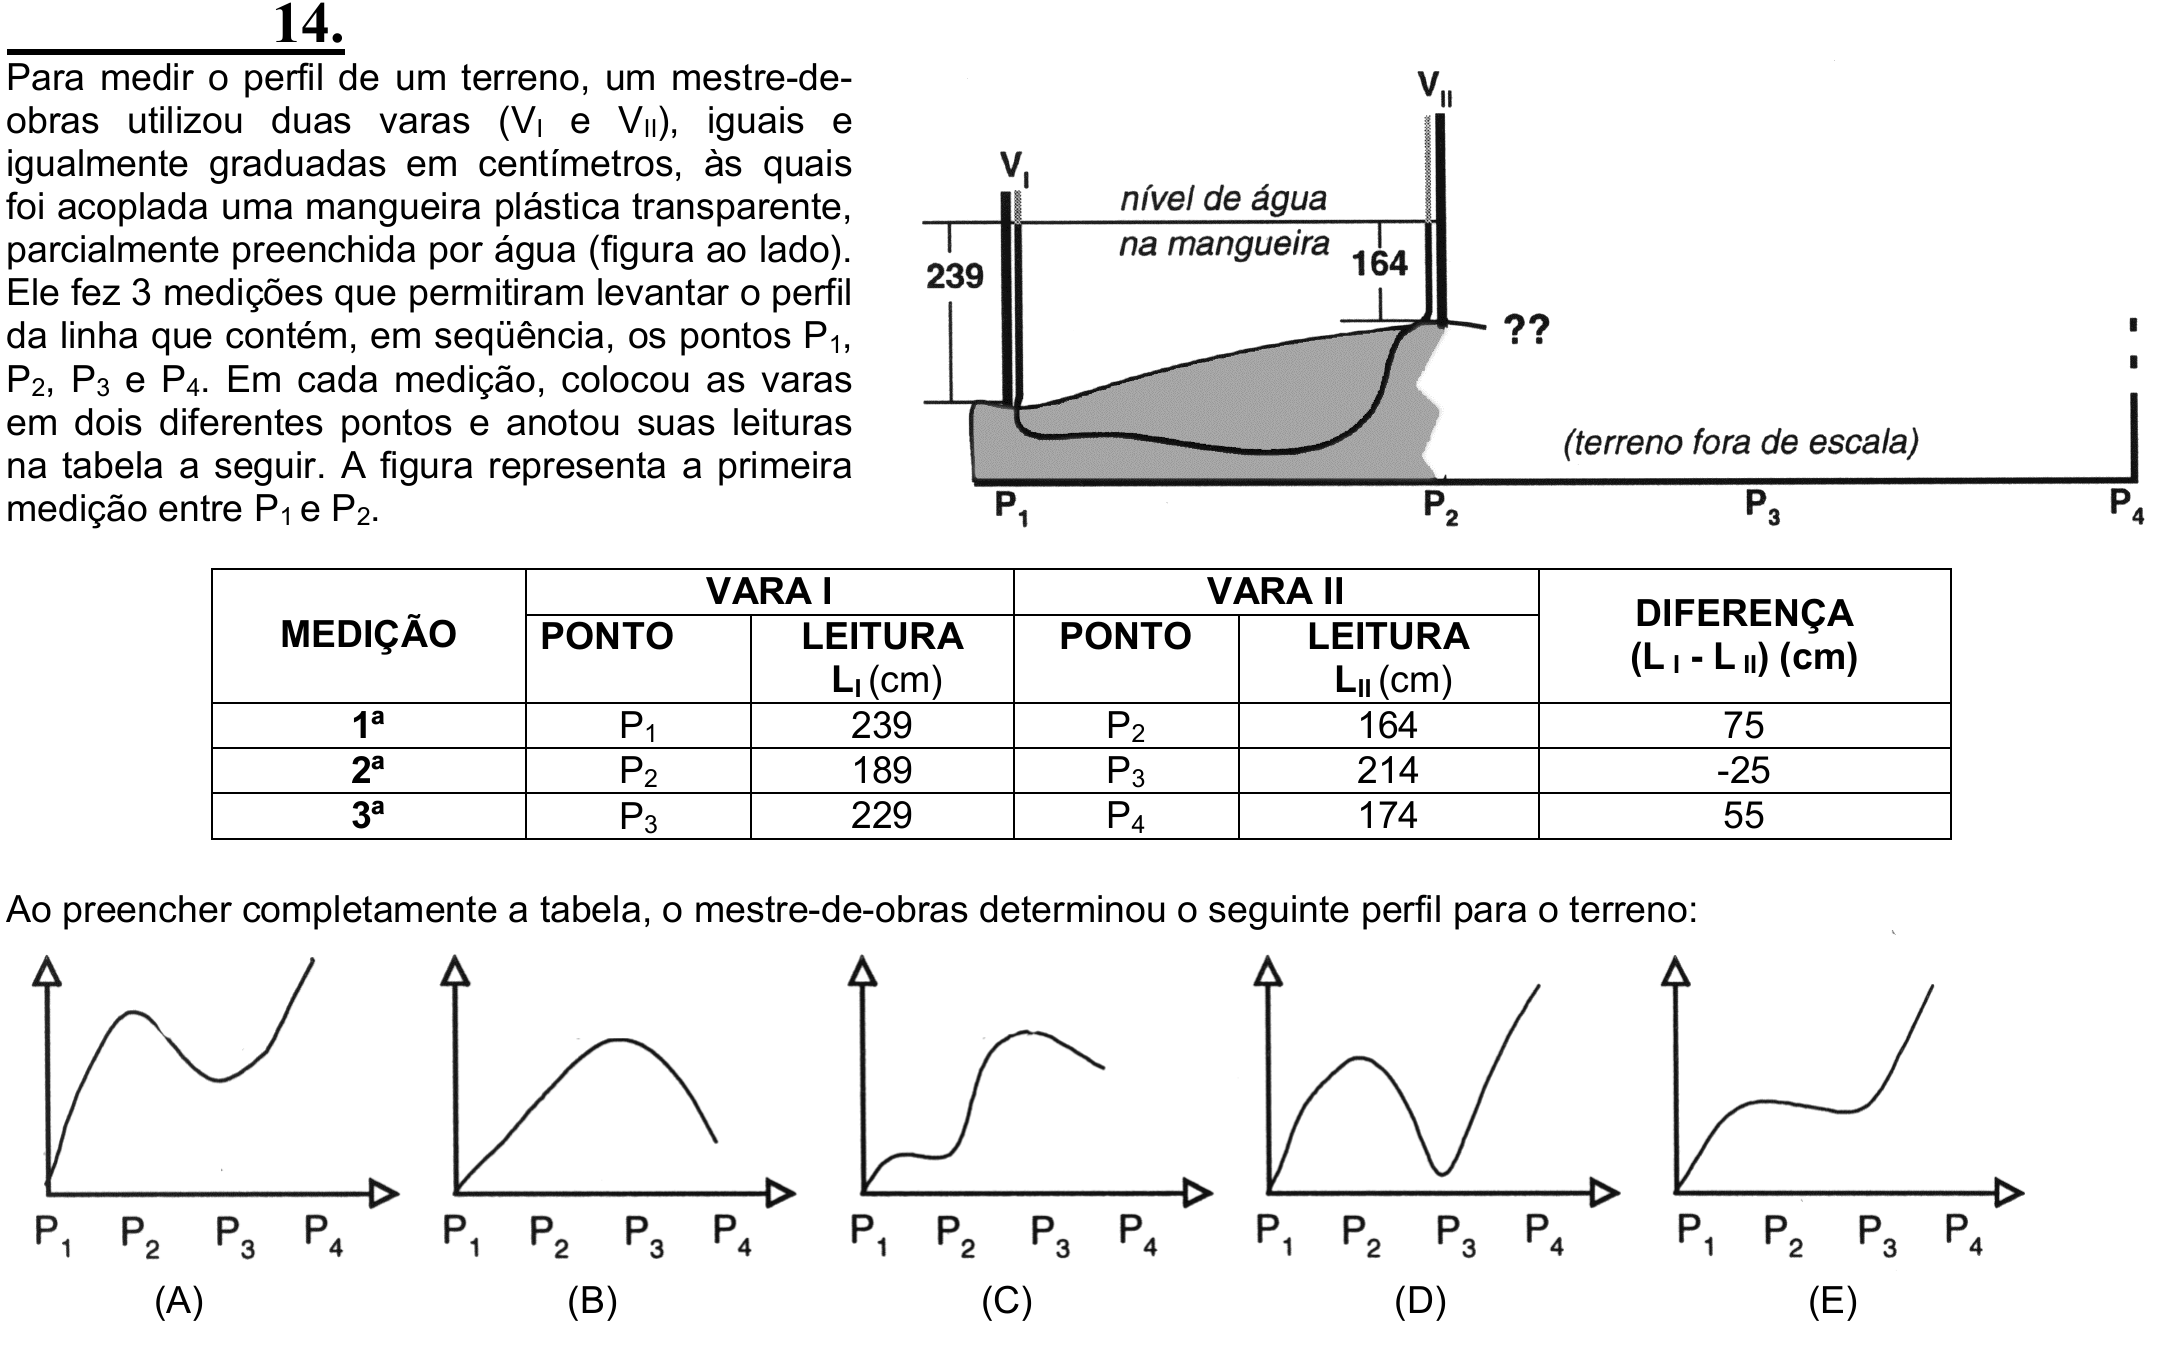 14.
Para medir o perfil de um terreno, um mestre-de-
obras utilizou duas varas (VI e VII), iguais e
igualmente graduadas em centímetros, às quais
foi acoplada uma mangueira plástica transparente,
parcialmente preenchida por água (figura ao lado).
Ele fez 3 medições que permitiram levantar o perfil
da linha que contém, em seqüência, os pontos P1,
P2, P3 e P4. Em cada medição, colocou as varas
em dois diferentes pontos e anotou suas leituras
na tabela a seguir. A figura representa a primeira
medição entre P1 e P2.
VII
VI
nível de água
na mangueira
239
164
??
(terreno fora de escala)
P1 P2 P3 P4
MEDIÇÃO VARA I VARA II DIFERENÇA
(L I - L II) (cm)
PONTO LEITURA PONTO LEITURA
LI (cm) LII (cm)
1ª P1 239 P2 164 75
2ª P2 189 P3 214 -25
3ª P3 229 P4 174 55
Ao preencher completamente a tabela, o mestre-de-obras determinou o seguinte perfil para o terreno:
P1 P2 P3 P4 P1 P2 P3 P4 P1 P2 P3 P4 P1 P2 P3 P4 P1 P2 P3 P4
(A) (B) (C) (D) (E)